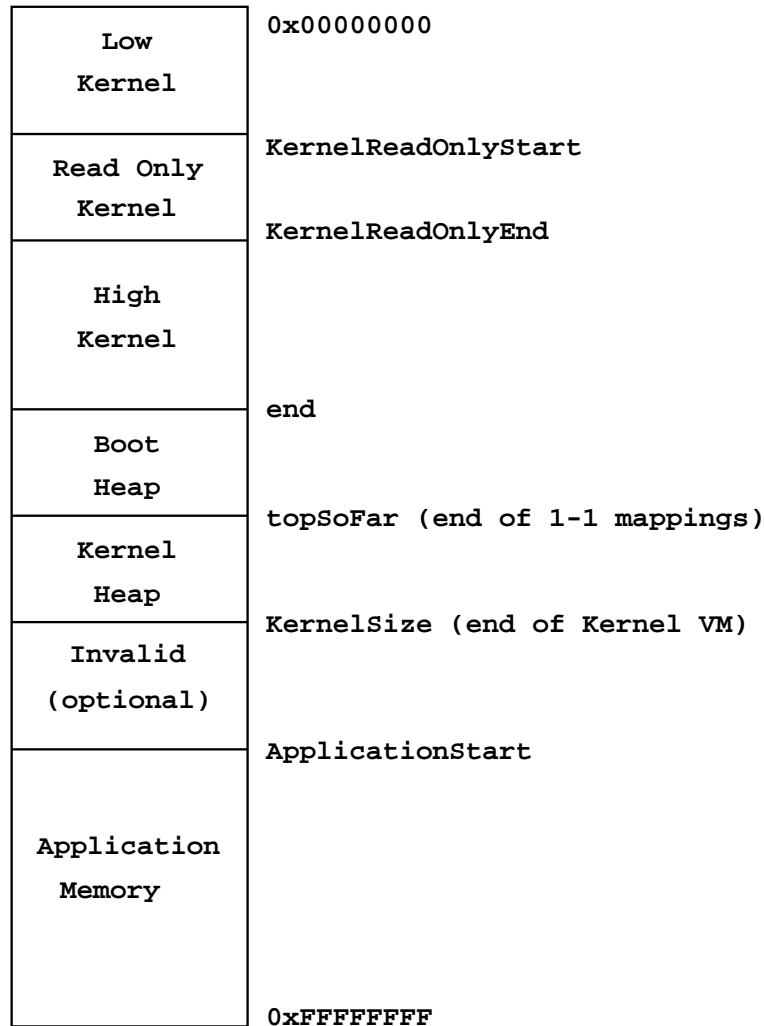 0x00000000
Low
Kernel
KernelReadOnlyStart
Read Only
Kernel
KernelReadOnlyEnd
High
Kernel
end
Boot
Heap
topSoFar (end of 1-1 mappings)
Kernel
Heap
KernelSize (end of Kernel VM)
Invalid
(optional)
ApplicationStart
Application
Memory
0xFFFFFFFF